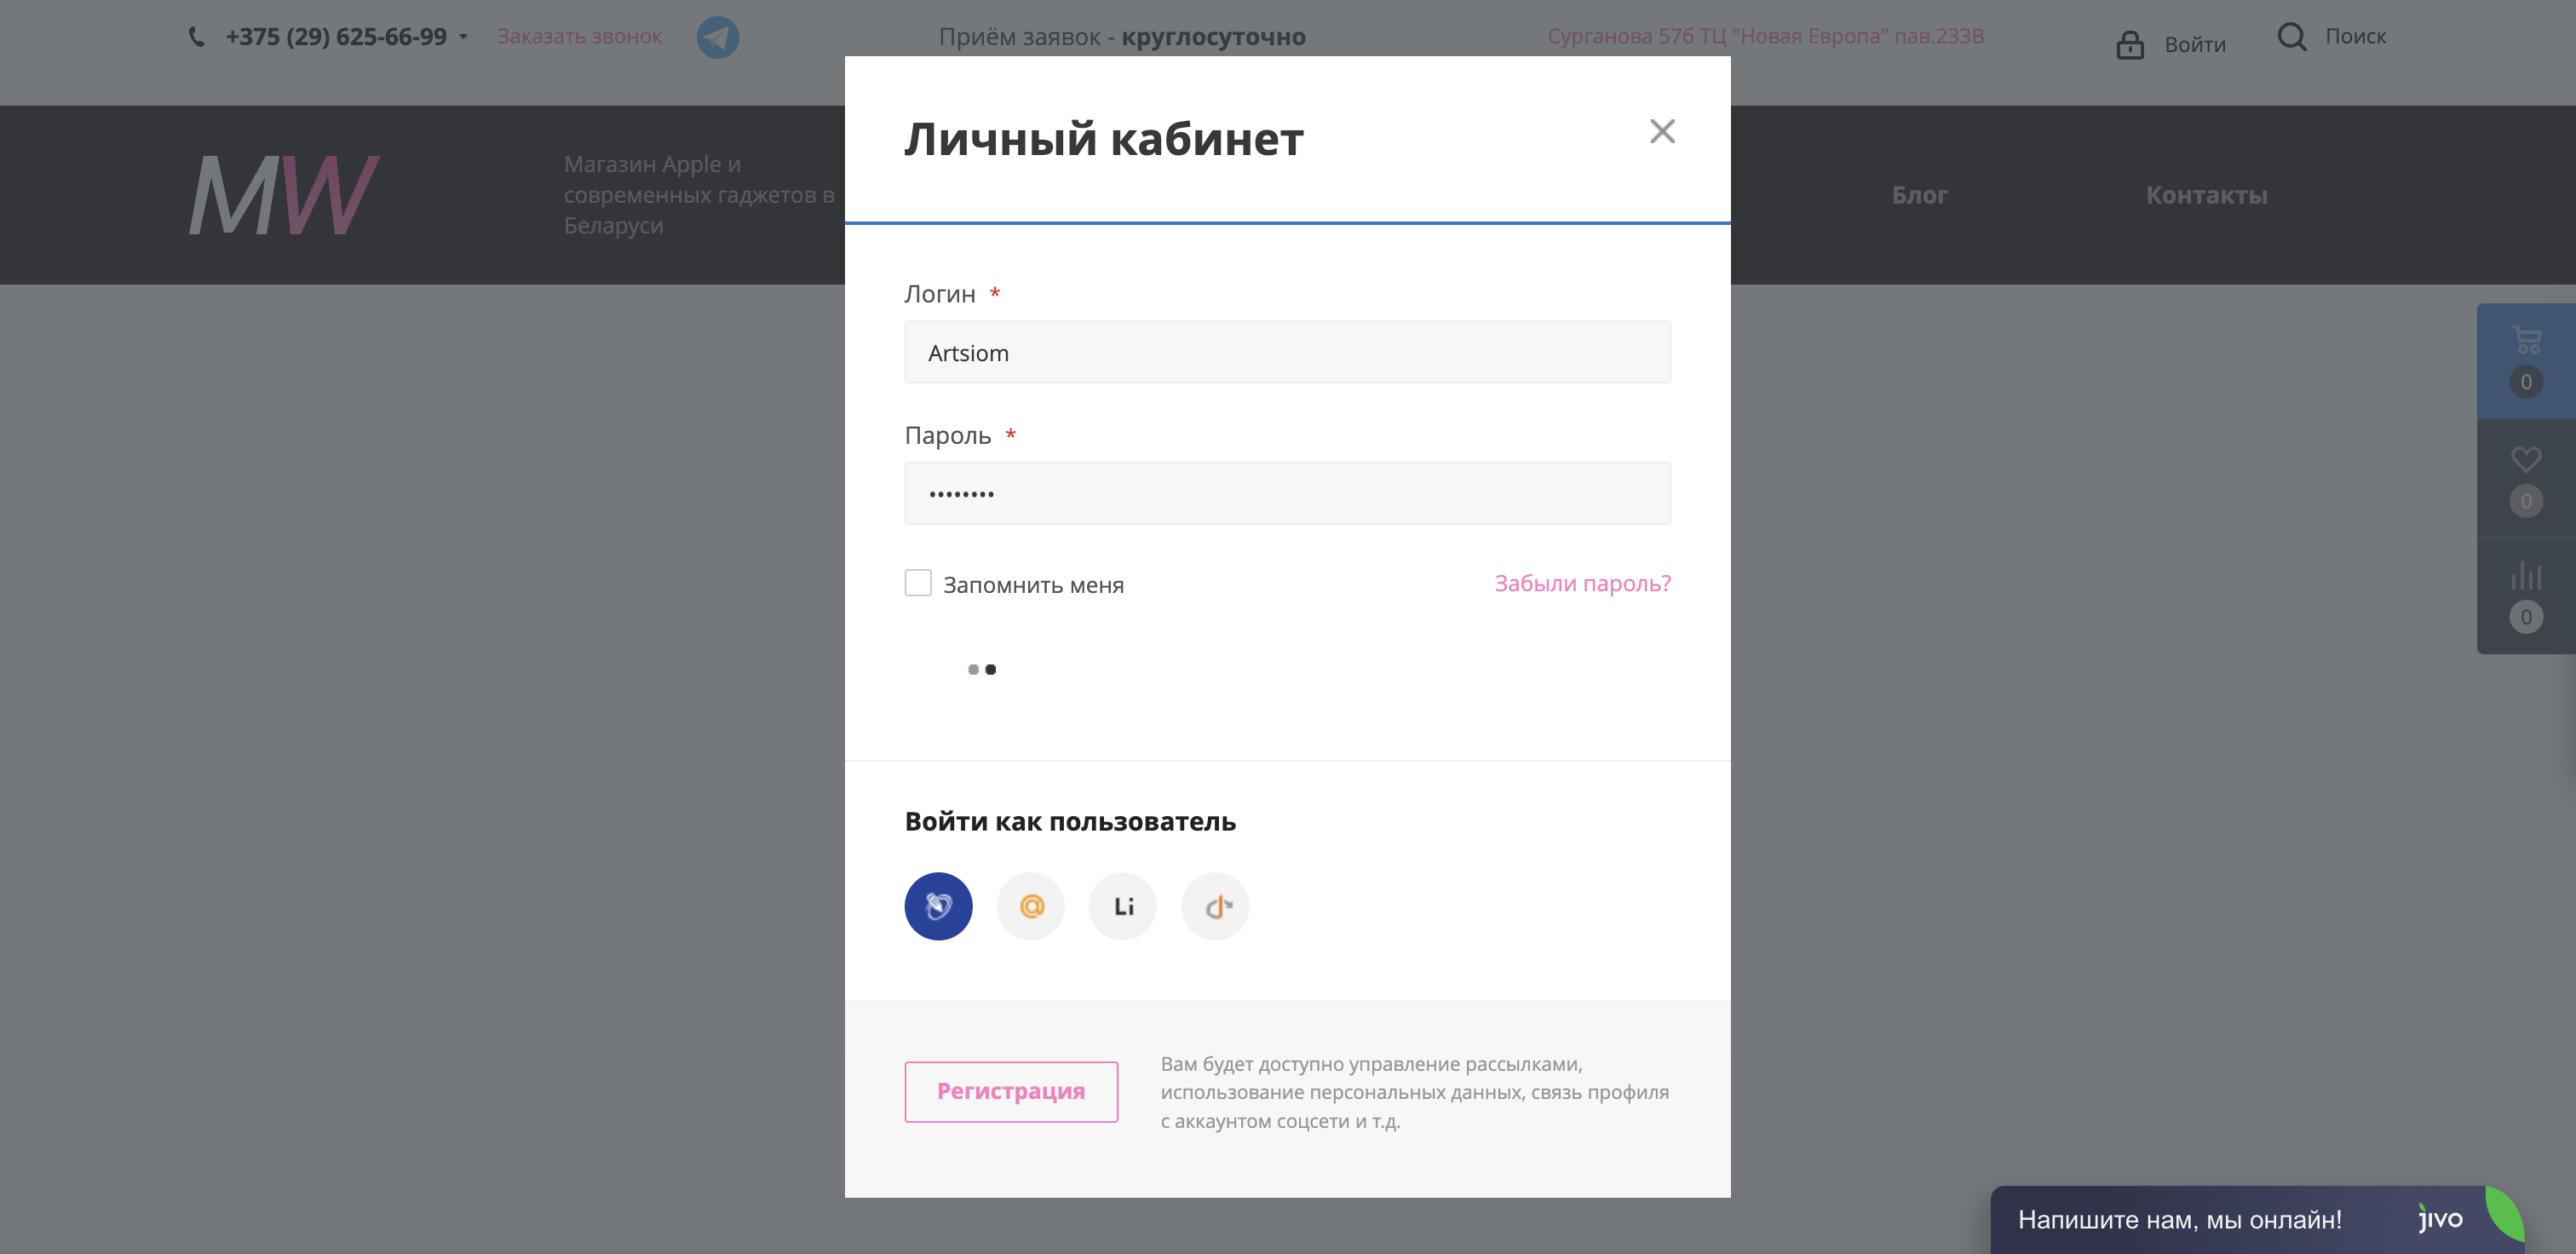 +375 (29) 625-66-99
Заказать звонок
Приём заявок - круглосуточно
Сурганова 57б ТЦ "Новая Европа" пав.233В
Войти
Поиск
MW
Магазин Apple и
современных гаджетов в
Беларуси
Блог
Контакты
Личный кабинет
Логин *
Artsiom
Пароль *
••••••••
Запомнить меня
Забыли пароль?
Войти как пользователь
@
Li
Регистрация
Вам будет доступно управление рассылками,
использование персональных данных, связь профиля
с аккаунтом соцсети и т.д.
0
0
0
Напишите нам, мы онлайн!
jivo